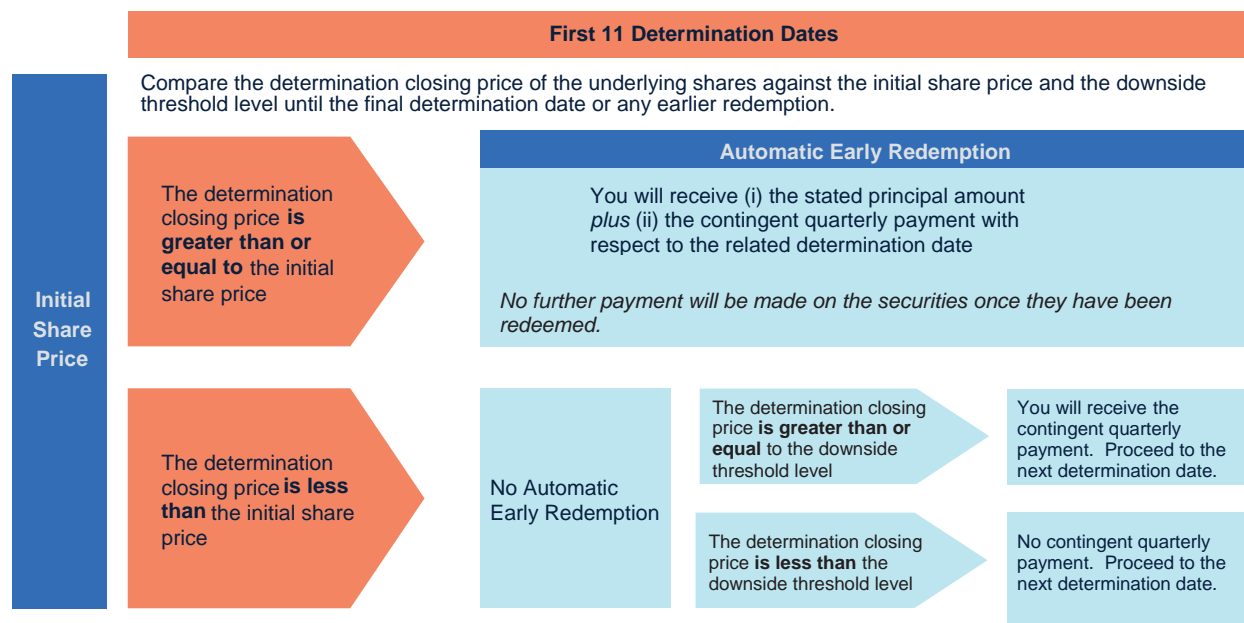 First 11 Determination Dates
Compare the determination closing price of the underlying shares against the initial share price and the downside
threshold level until the final determination date or any earlier redemption.
Initial
Share
Price
The determination
closing price is
greater than or
equal to the initial
share price
Automatic Early Redemption
You will receive (i) the stated principal amount
plus (ii) the contingent quarterly payment with
respect to the related determination date
No further payment will be made on the securities once they have been
redeemed.
The determination
closing price is less
than the initial share
price
No Automatic
Early Redemption
The determination closing
price is greater than or
equal to the downside
threshold level
You will receive the
contingent quarterly
payment.  Proceed to the
next determination date.
The determination closing
price is less than the
downside threshold level
No contingent quarterly
payment.  Proceed to the
next determination date.